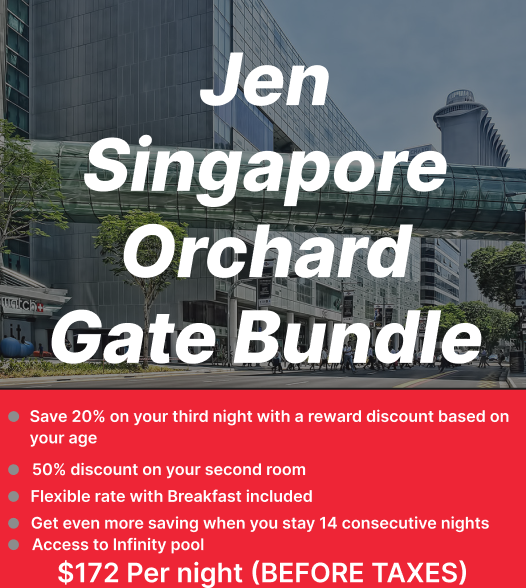 Jen
Singapore
Orchard
Gate Bundle
Save 20% on your third night with a reward discount based on
your age
50% discount on your second room
Flexible rate with Breakfast included
Get even more saving when you stay 14 consecutive nights
Access to Infinity pool
$172 Per night (BEFORE TAXES)